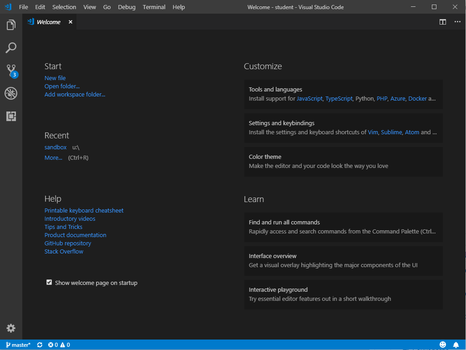 File Edit Selection View Go Debug Terminal Help
Welcome - student - Visual Studio Code
Welcome
Start
New file
Open folder...
Add workspace folder...
Recent
sandbox u:\
More... (Ctrl+R)
Help
Printable keyboard cheatsheet
Introductory videos
Tips and Tricks
Product documentation
GitHub repository
Stack Overflow
Show welcome page on startup
Customize
Tools and languages
Install support for JavaScript, TypeScript, Python, PHP, Azure, Docker a...
Settings and keybindings
Install the settings and keyboard shortcuts of Vim, Sublime, Atom and ...
Color theme
Make the editor and your code look the way you love
Learn
Find and run all commands
Rapidly access and search commands from the Command Palette (Ctrl...
Interface overview
Get a visual overlay highlighting the major components of the UI
Interactive playground
Try essential editor features out in a short walkthrough
3
master* 0 0